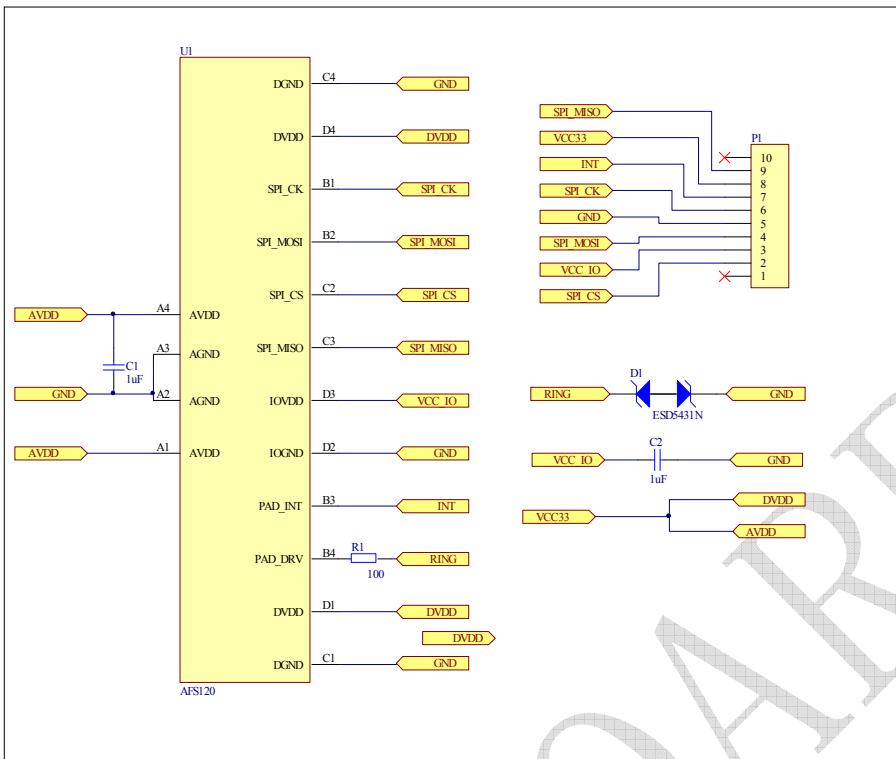 U1
DGND C4 GND
DVDD D4 DVDD
SPI_CK B1 SPI_CK
SPI_MOSI B2 SPI_MOSI
SPI_CS C2 SPI_CS
SPI_MISO C3 SPI_MISO
IOVDD D3 VCC_IO
IOGND D2 GND
PAD_INT B3 INT
PAD_DRV B4 R1 100 RING
DVDD D1 DVDD
DVDD
DGND C1 GND
AFS120
AVDD A4 AVDD
A3 AGND
C1
1uF
GND A2 AGND
AVDD A1 AVDD
SPI_MISO
VCC33
INT
SPI_CK
GND
SPI_MOSI
VCC_IO
SPI_CS
P1
10
9
8
7
6
5
4
3
2
1
D1
RING GND
ESD5431N
C2
VCC_IO GND
1uF
VCC33 DVDD
AVDD